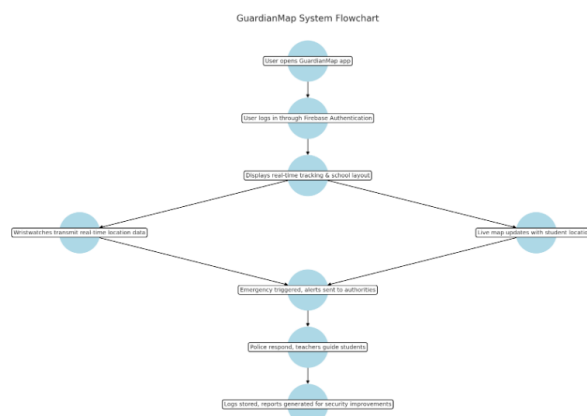 GuardianMap System Flowchart
User opens GuardianMap app
User logs in through Firebase Authentication
Displays real-time tracking & school layout
Wristwatches transmit real-time location data
Live map updates with student locatio
Emergency triggered, alerts sent to authorities
Police respond, teachers guide students
Logs stored, reports generated for security improvements